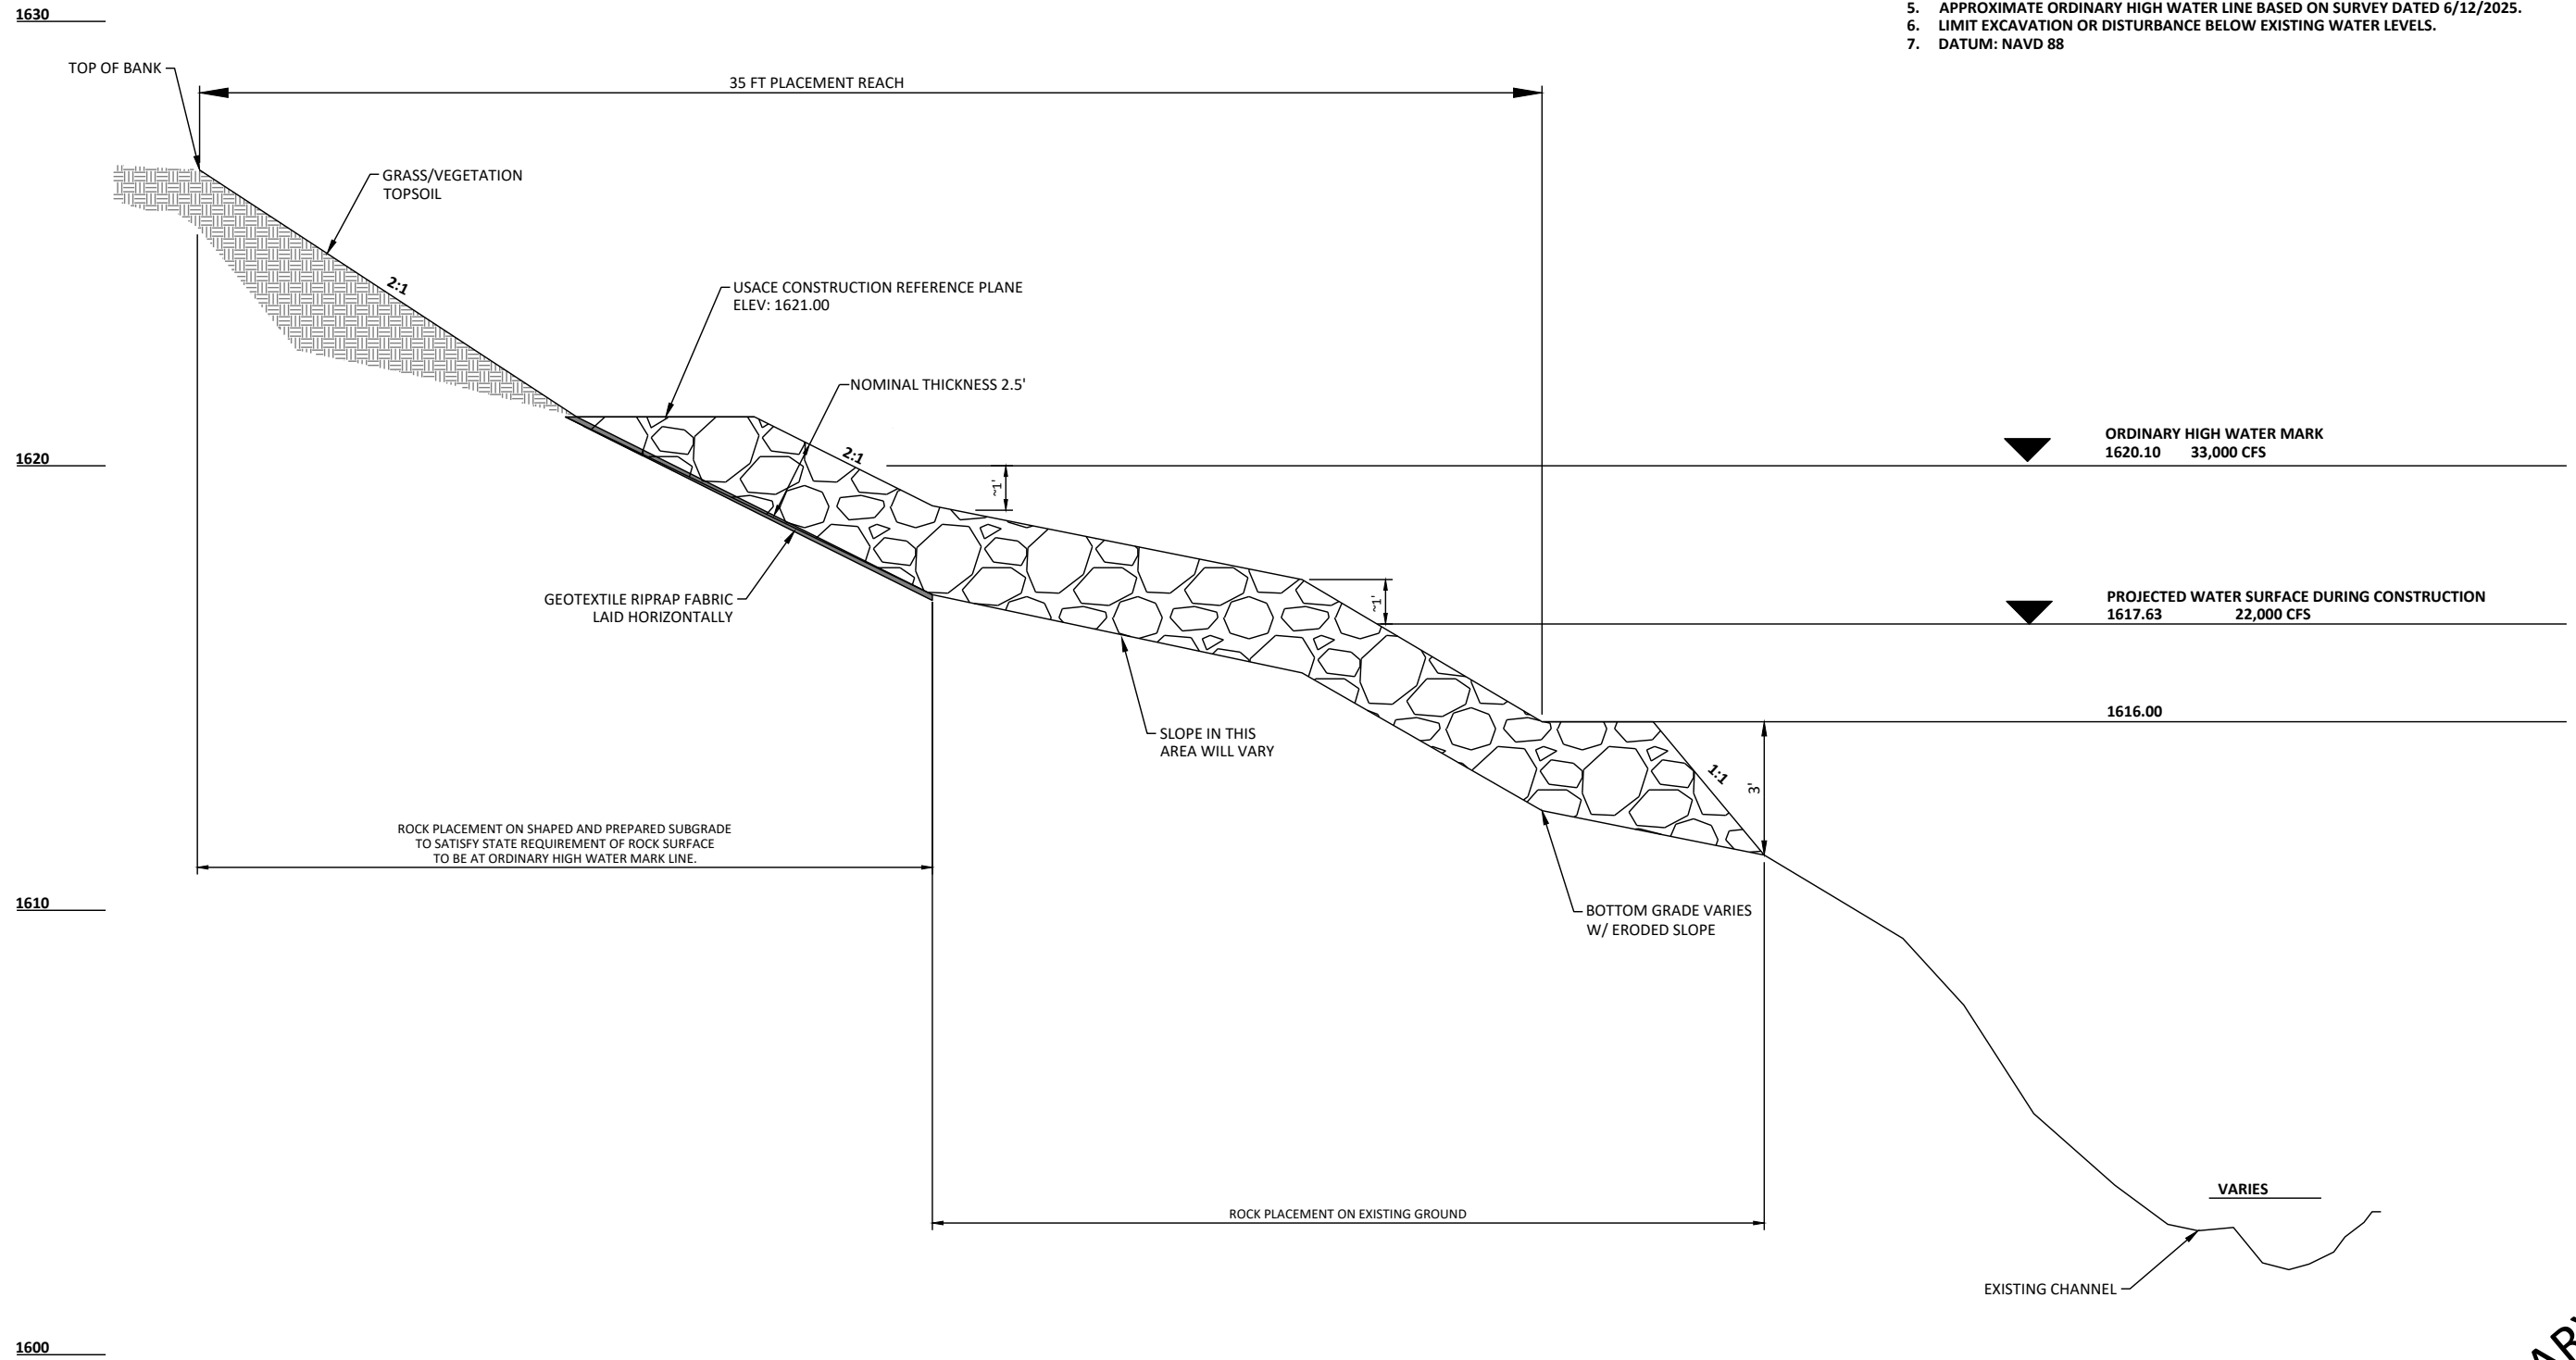 1630
5. APPROXIMATE ORDINARY HIGH WATER LINE BASED ON SURVEY DATED 6/12/2025.
6. LIMIT EXCAVATION OR DISTURBANCE BELOW EXISTING WATER LEVELS.
7. DATUM: NAVD 88
TOP OF BANK
35 FT PLACEMENT REACH
GRASS/VEGETATION
TOPSOIL
2:1
USACE CONSTRUCTION REFERENCE PLANE
ELEV: 1621.00
NOMINAL THICKNESS 2.5'
2:1
1620
ORDINARY HIGH WATER MARK
1620.10 33,000 CFS
~1'
GEOTEXTILE RIPRAP FABRIC
LAID HORIZONTALLY
~1'
PROJECTED WATER SURFACE DURING CONSTRUCTION
1617.63 22,000 CFS
SLOPE IN THIS
AREA WILL VARY
1616.00
1:1
3'
ROCK PLACEMENT ON SHAPED AND PREPARED SUBGRADE
TO SATISFY STATE REQUIREMENT OF ROCK SURFACE
TO BE AT ORDINARY HIGH WATER MARK LINE.
1610
BOTTOM GRADE VARIES
W/ ERODED SLOPE
VARIES
ROCK PLACEMENT ON EXISTING GROUND
EXISTING CHANNEL
1600